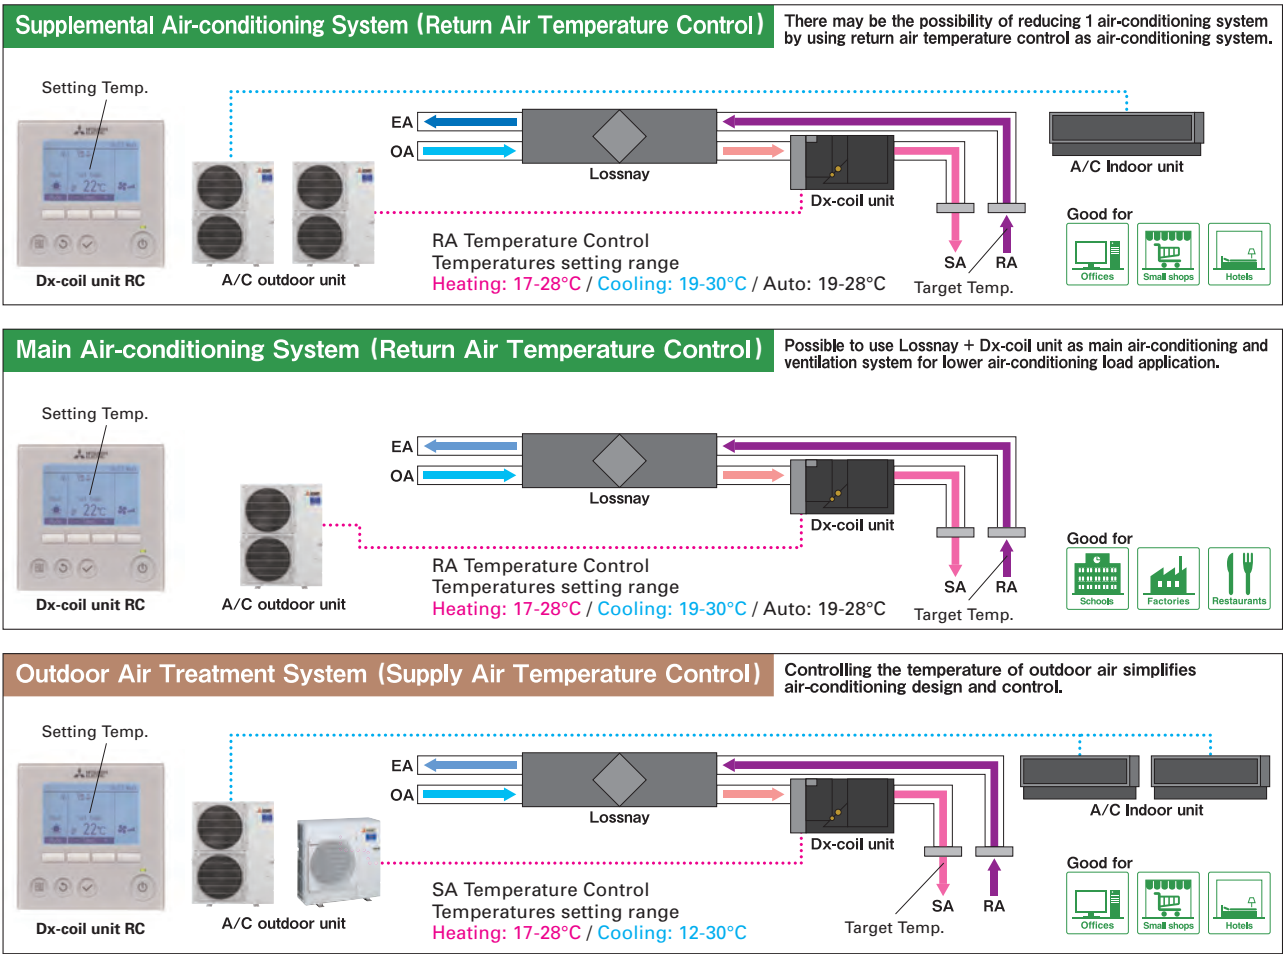 Supplemental Air-conditioning System (Return Air Temperature Control)
There may be the possibility of reducing 1 air-conditioning system
by using return air temperature control as air-conditioning system.
Setting Temp.
EA
OA
Lossnay
Dx-coil unit
A/C Indoor unit
MITSUBISHI
ELECTRIC
22°C
Dx-coil unit RC
A/C outdoor unit
RA Temperature Control
Temperatures setting range
Heating: 17-28°C / Cooling: 19-30°C / Auto: 19-28°C
SA
RA
Target Temp.
Good for
Offices
Small shops
Hotels
Main Air-conditioning System (Return Air Temperature Control)
Possible to use Lossnay + Dx-coil unit as main air-conditioning and
ventilation system for lower air-conditioning load application.
Setting Temp.
EA
OA
Lossnay
Dx-coil unit
MITSUBISHI
ELECTRIC
22°C
Dx-coil unit RC
A/C outdoor unit
RA Temperature Control
Temperatures setting range
Heating: 17-28°C / Cooling: 19-30°C / Auto: 19-28°C
SA
RA
Target Temp.
Good for
Schools
Factories
Restaurants
Outdoor Air Treatment System (Supply Air Temperature Control)
Controlling the temperature of outdoor air simplifies
air-conditioning design and control.
Setting Temp.
EA
OA
Lossnay
Dx-coil unit
A/C Indoor unit
MITSUBISHI
ELECTRIC
22°C
Dx-coil unit RC
A/C outdoor unit
SA Temperature Control
Temperatures setting range
Heating: 17-28°C / Cooling: 12-30°C
SA
RA
Target Temp.
Good for
Offices
Small shops
Hotels